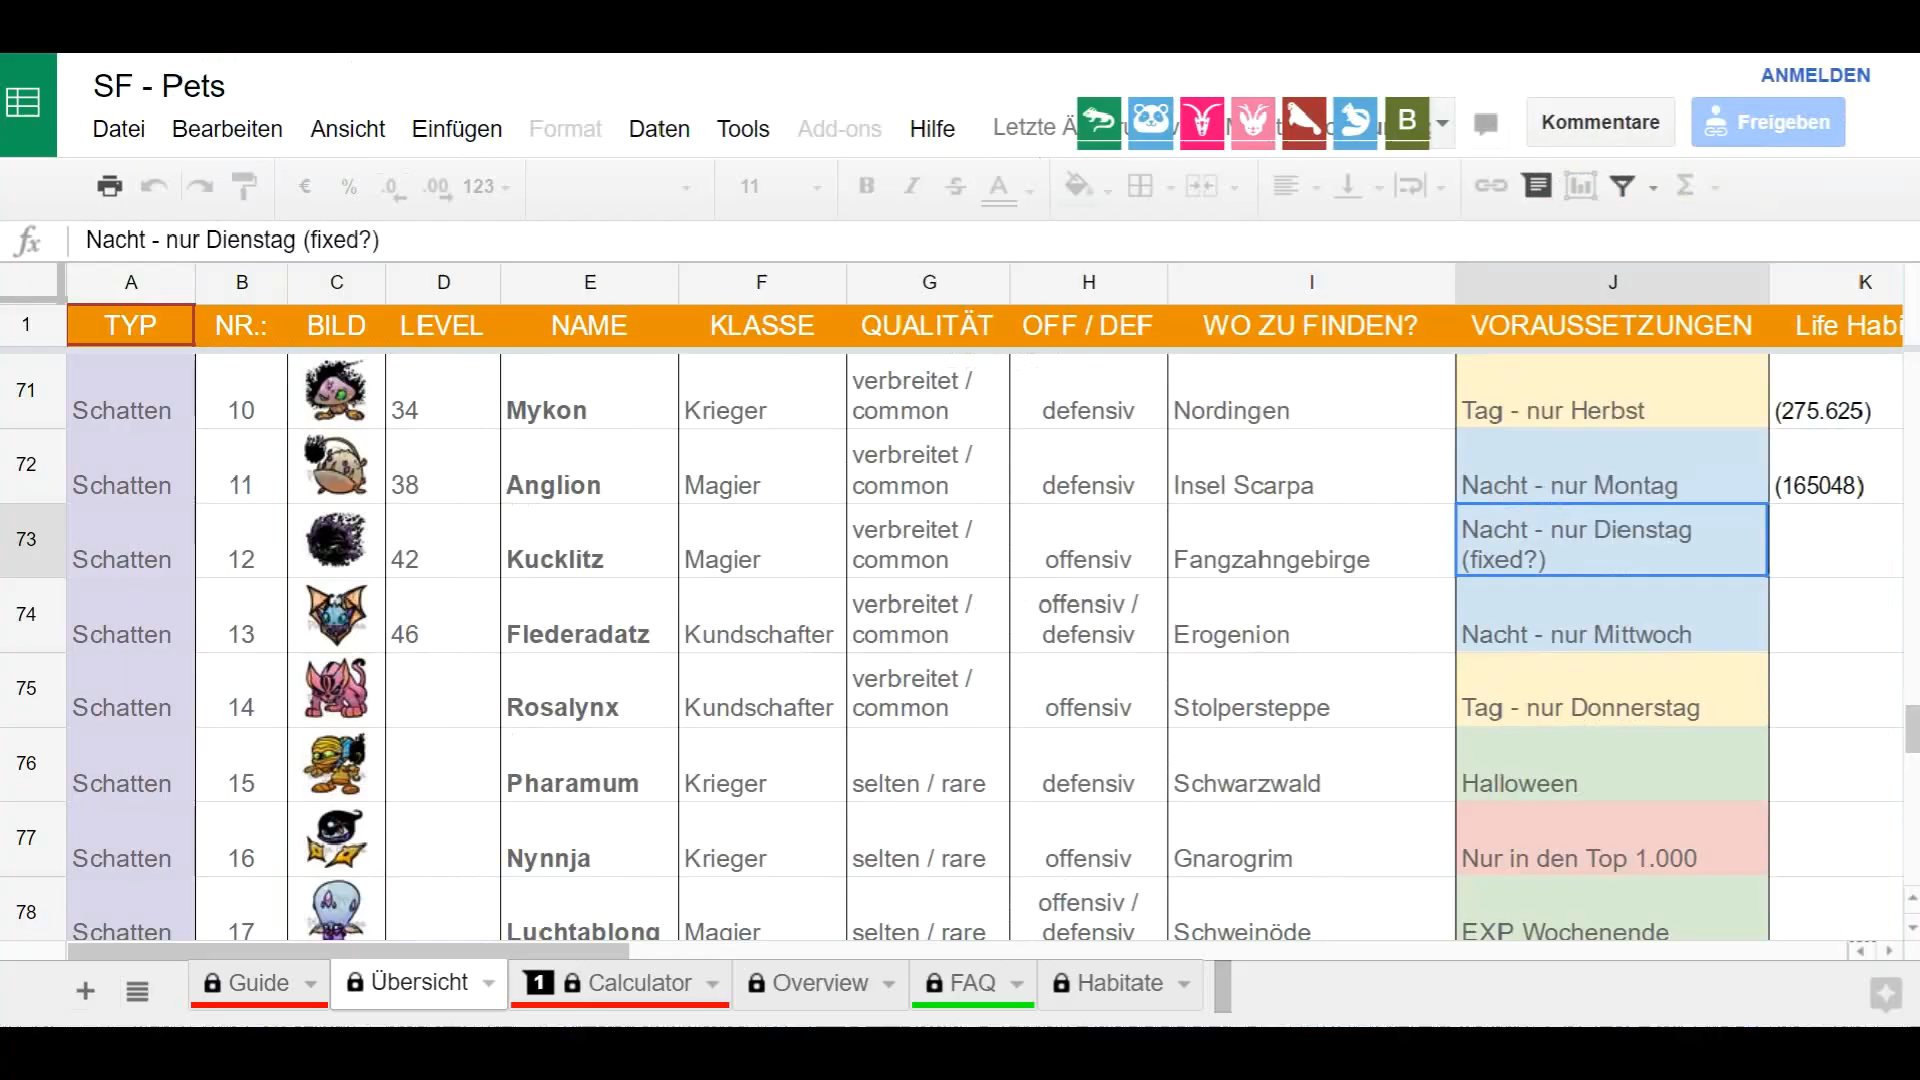 SF - Pets
ANMELDEN
Datei Bearbeiten Ansicht Einfügen Format Daten Tools Add-ons Hilfe Letzte
B
Kommentare
Freigeben
€ % .0 .00 123 11 B I S A Σ
fx Nacht - nur Dienstag (fixed?)
A B C D E F G H I J K
1 TYP NR.: BILD LEVEL NAME KLASSE QUALITÄT OFF / DEF WO ZU FINDEN? VORAUSSETZUNGEN Life Habi
71 Schatten 10 34 Mykon Krieger verbreitet / common defensiv Nordingen Tag - nur Herbst (275.625)
72 Schatten 11 38 Anglion Magier verbreitet / common defensiv Insel Scarpa Nacht - nur Montag (165048)
73 Schatten 12 42 Kucklitz Magier verbreitet / common offensiv Fangzahngebirge Nacht - nur Dienstag (fixed?)
74 Schatten 13 46 Flederadatz Kundschafter verbreitet / common offensiv / defensiv Erogenion Nacht - nur Mittwoch
75 Schatten 14 Rosalynx Kundschafter verbreitet / common offensiv Stolpersteppe Tag - nur Donnerstag
76 Schatten 15 Pharamum Krieger selten / rare defensiv Schwarzwald Halloween
77 Schatten 16 Nynnja Krieger selten / rare offensiv Gnarogrim Nur in den Top 1.000
78 Schatten 17 Luchtablong Magier selten / rare offensiv / defensiv Schweinöde EXP Wochenende
+ Guide Übersicht 1 Calculator Overview FAQ Habitate